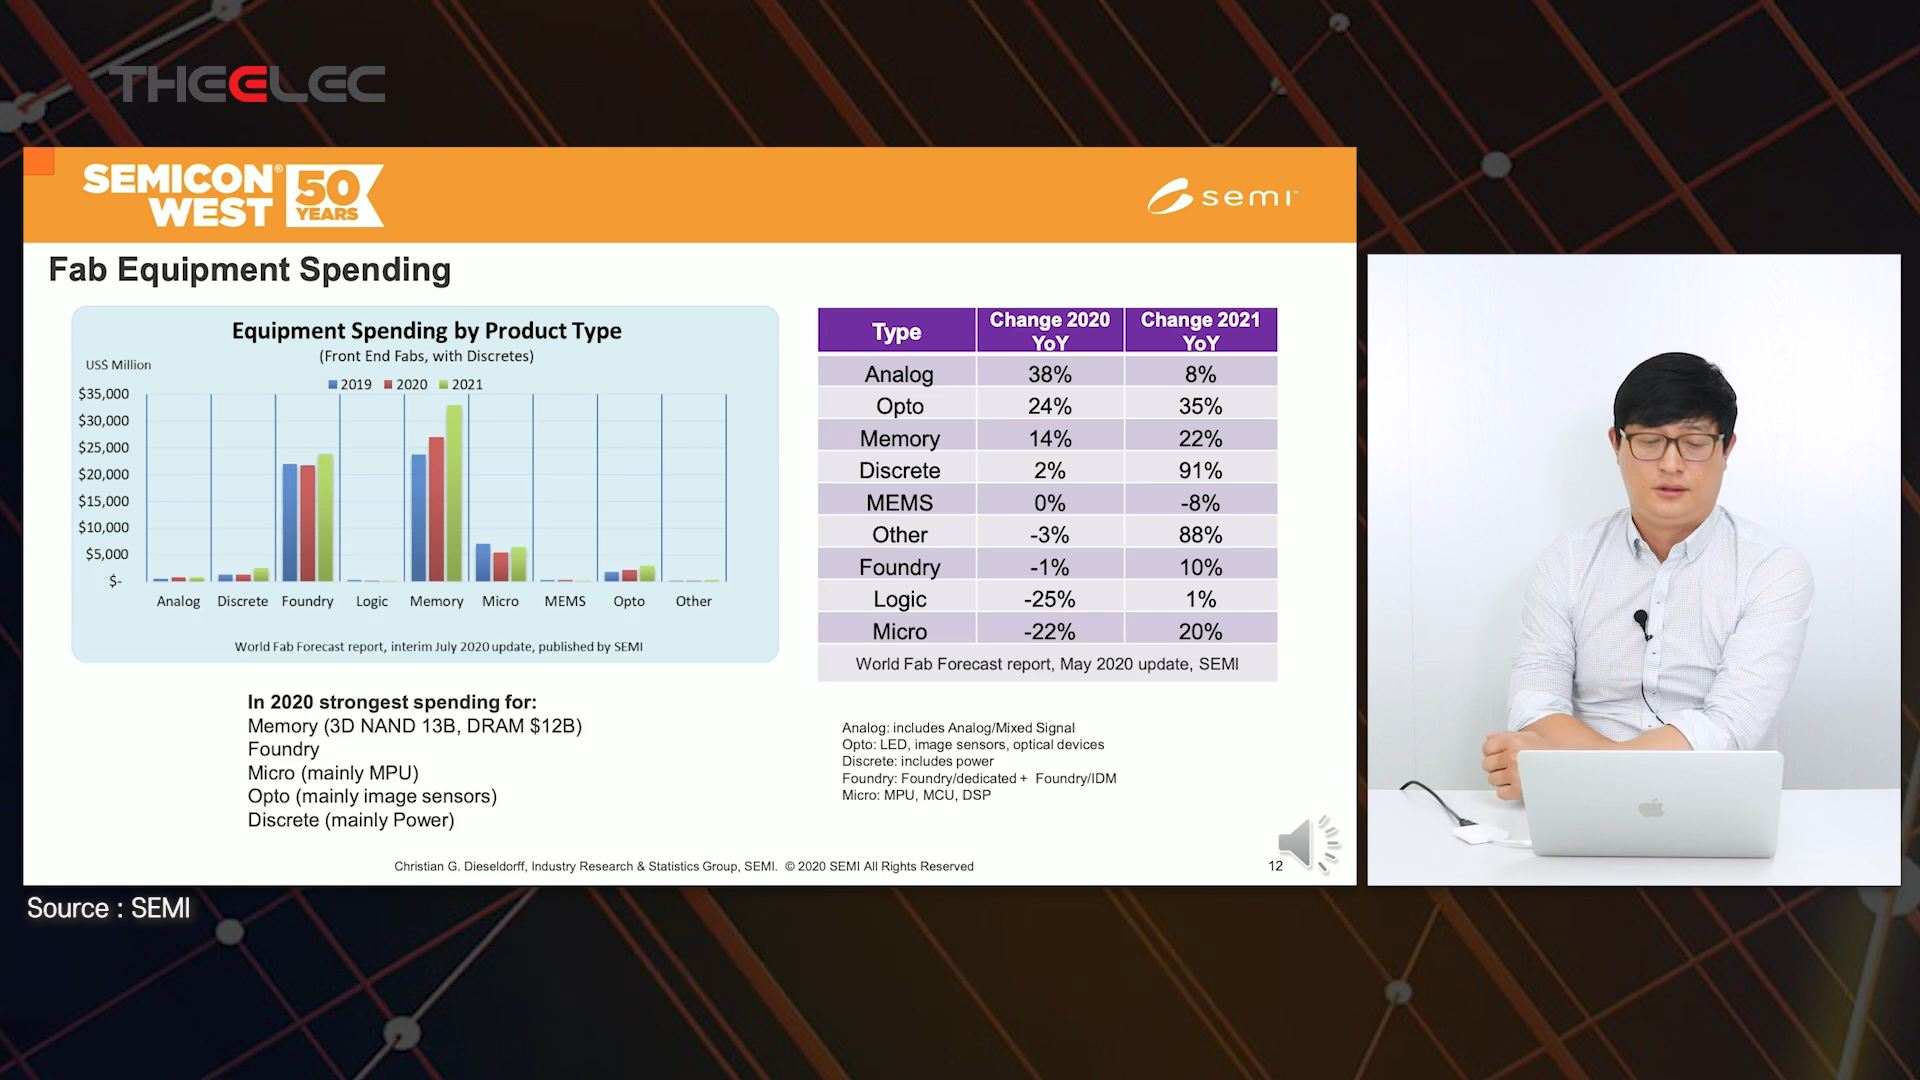 THEELEC
SEMICON®
WEST
50
YEARS
semi™
Fab Equipment Spending
Equipment Spending by Product Type
(Front End Fabs, with Discretes)
US$ Million
2019 2020 2021
$35,000
$30,000
$25,000
$20,000
$15,000
$10,000
$5,000
$-
Analog Discrete Foundry Logic Memory Micro MEMS Opto Other
World Fab Forecast report, interim July 2020 update, published by SEMI
Type Change 2020 YoY Change 2021 YoY
Analog 38% 8%
Opto 24% 35%
Memory 14% 22%
Discrete 2% 91%
MEMS 0% -8%
Other -3% 88%
Foundry -1% 10%
Logic -25% 1%
Micro -22% 20%
World Fab Forecast report, May 2020 update, SEMI
In 2020 strongest spending for:
Memory (3D NAND 13B, DRAM $12B)
Foundry
Micro (mainly MPU)
Opto (mainly image sensors)
Discrete (mainly Power)
Analog: includes Analog/Mixed Signal
Opto: LED, image sensors, optical devices
Discrete: includes power
Foundry: Foundry/dedicated + Foundry/IDM
Micro: MPU, MCU, DSP
Christian G. Dieseldorff, Industry Research & Statistics Group, SEMI. © 2020 SEMI All Rights Reserved
12
Source : SEMI